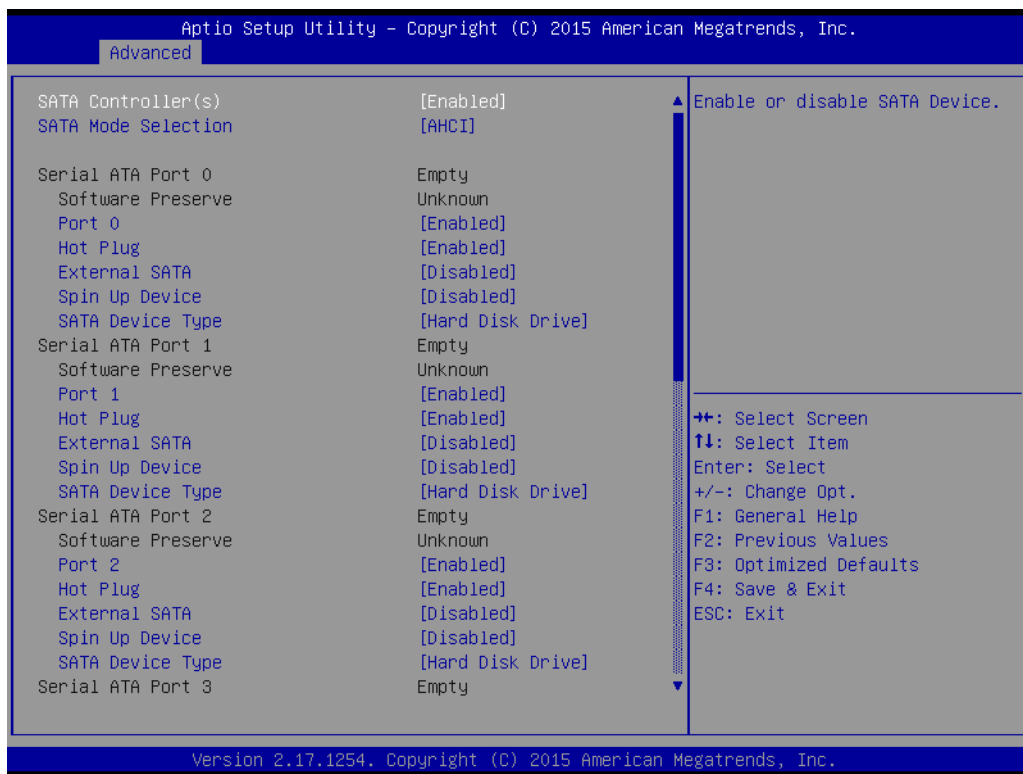 Aptio Setup Utility – Copyright (C) 2015 American Megatrends, Inc.
Advanced
SATA Controller(s) [Enabled]
SATA Mode Selection [AHCI]
Serial ATA Port 0 Empty
Software Preserve Unknown
Port 0 [Enabled]
Hot Plug [Enabled]
External SATA [Disabled]
Spin Up Device [Disabled]
SATA Device Type [Hard Disk Drive]
Serial ATA Port 1 Empty
Software Preserve Unknown
Port 1 [Enabled]
Hot Plug [Enabled]
External SATA [Disabled]
Spin Up Device [Disabled]
SATA Device Type [Hard Disk Drive]
Serial ATA Port 2 Empty
Software Preserve Unknown
Port 2 [Enabled]
Hot Plug [Enabled]
External SATA [Disabled]
Spin Up Device [Disabled]
SATA Device Type [Hard Disk Drive]
Serial ATA Port 3 Empty
Enable or disable SATA Device.
→←: Select Screen
↑↓: Select Item
Enter: Select
+/-: Change Opt.
F1: General Help
F2: Previous Values
F3: Optimized Defaults
F4: Save & Exit
ESC: Exit
Version 2.17.1254. Copyright (C) 2015 American Megatrends, Inc.